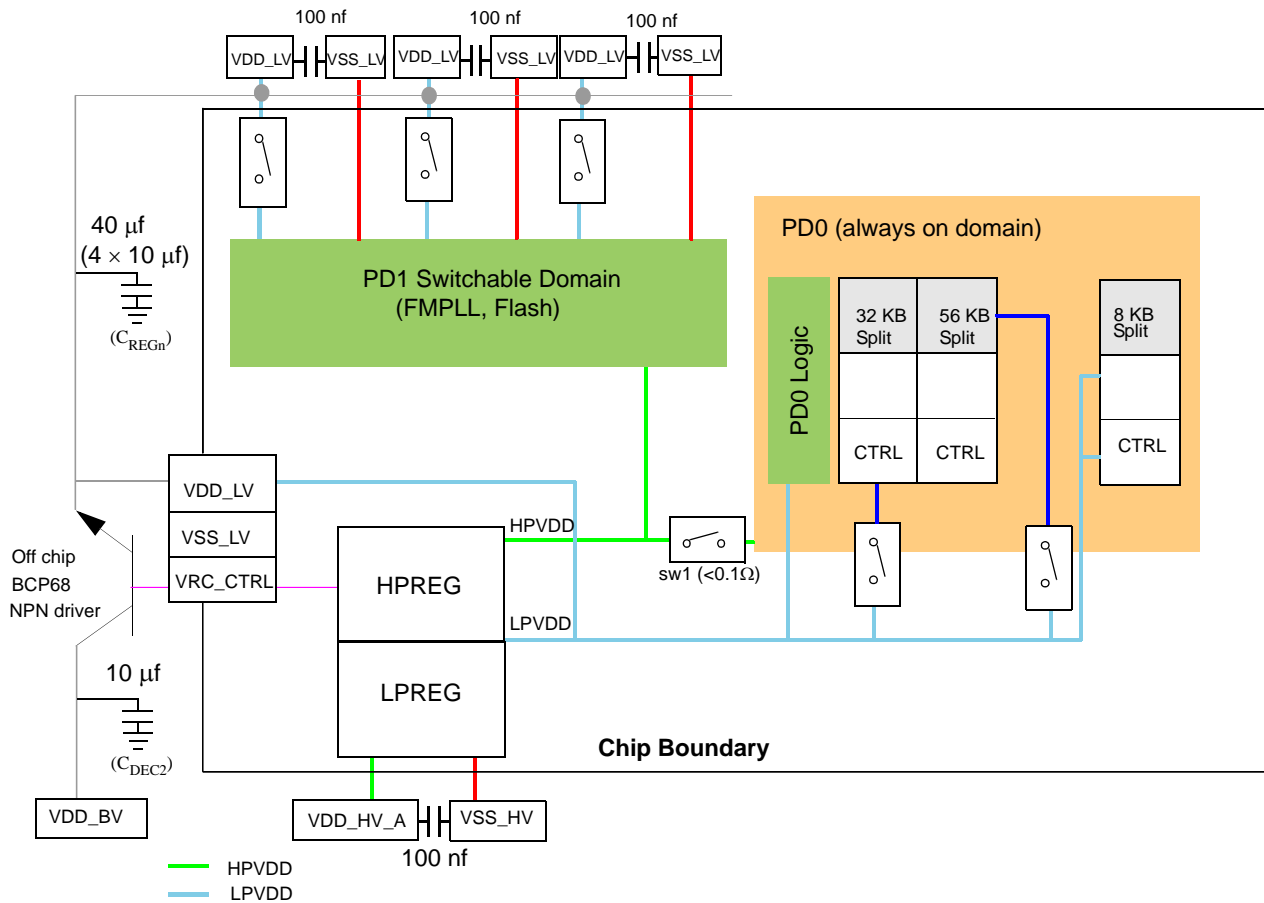 100 nf
100 nf
100 nf
VDD_LV
VSS_LV
VDD_LV
VSS_LV
VDD_LV
VSS_LV
40 μf
(4 × 10 μf)
(C_REGn)
PD1 Switchable Domain
(FMPLL, Flash)
PD0 (always on domain)
PD0 Logic
32 KB
Split
56 KB
Split
8 KB
Split
CTRL
CTRL
CTRL
VDD_LV
VSS_LV
VRC_CTRL
Off chip
BCP68
NPN driver
HPVDD
sw1 (<0.1Ω)
HPREG
LPVDD
LPREG
10 μf
(C_DEC2)
Chip Boundary
VDD_BV
VDD_HV_A
VSS_HV
100 nf
HPVDD
LPVDD